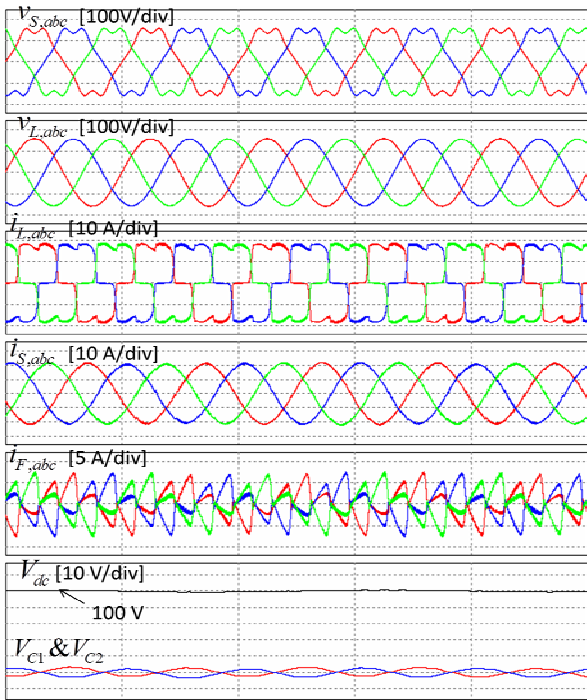 v_{S,abc} [100V/div]
v_{L,abc} [100V/div]
i_{L,abc} [10 A/div]
i_{S,abc} [10 A/div]
i_{F,abc} [5 A/div]
V_{dc} [10 V/div]
100 V
V_{C1} & V_{C2}